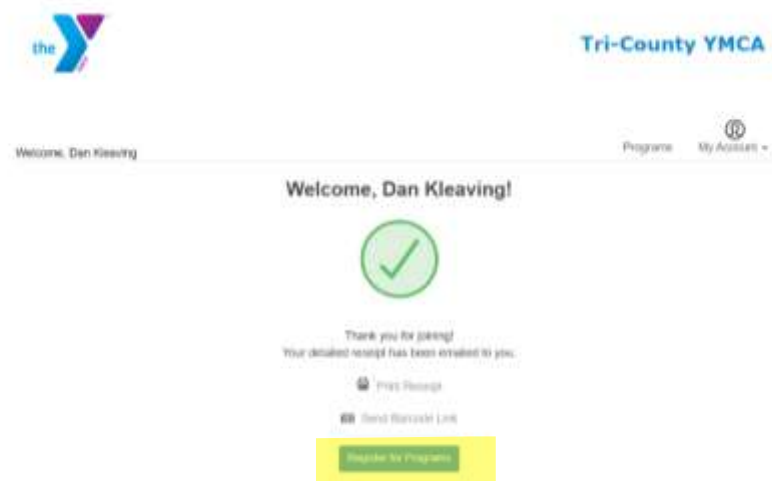 the
Tri-County YMCA
Programs My Account
Welcome, Dan Kleaving
Welcome, Dan Kleaving!
Thank you for joining!
Your detailed receipt has been emailed to you.
Print Receipt
Send Barcode Link
Register for Programs